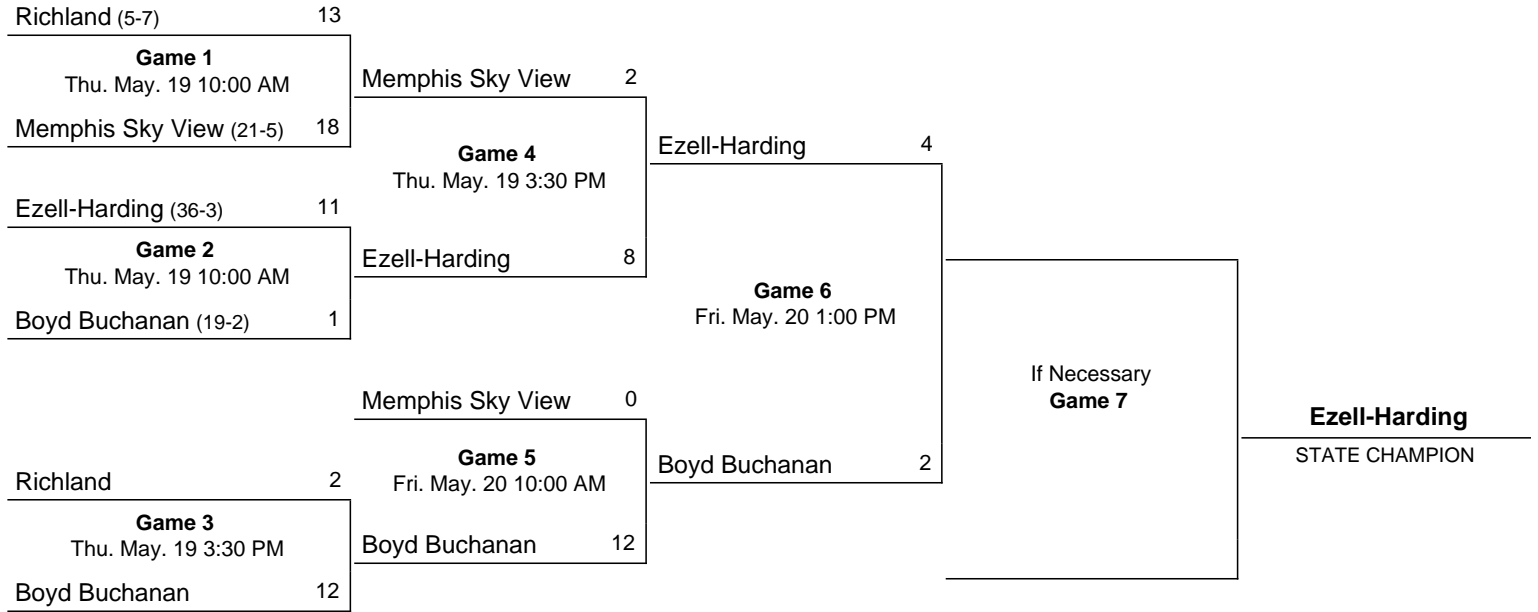 Richland (5-7) 13
Game 1
Thu. May. 19 10:00 AM
Memphis Sky View (21-5) 18
Ezell-Harding (36-3) 11
Game 2
Thu. May. 19 10:00 AM
Boyd Buchanan (19-2) 1
Richland 2
Game 3
Thu. May. 19 3:30 PM
Boyd Buchanan 12
Memphis Sky View 2
Game 4
Thu. May. 19 3:30 PM
Ezell-Harding 8
Memphis Sky View 0
Game 5
Fri. May. 20 10:00 AM
Boyd Buchanan 12
Ezell-Harding 4
Game 6
Fri. May. 20 1:00 PM
Boyd Buchanan 2
If Necessary
Game 7
Ezell-Harding
STATE CHAMPION